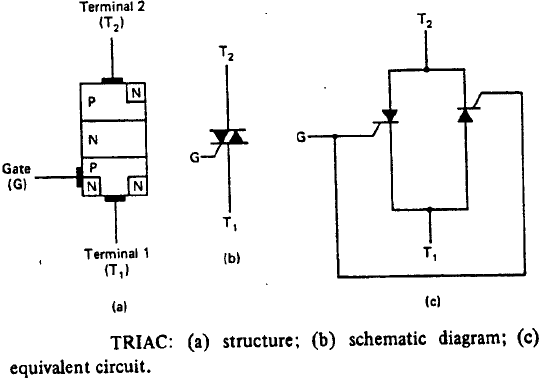 Terminal 2
(T2)
P
N
N
P
N
N
Gate
(G)
Terminal 1
(T1)
(a)
T2
G
T1
(b)
T2
G
T1
(c)
TRIAC: (a) structure; (b) schematic diagram; (c)
equivalent circuit.